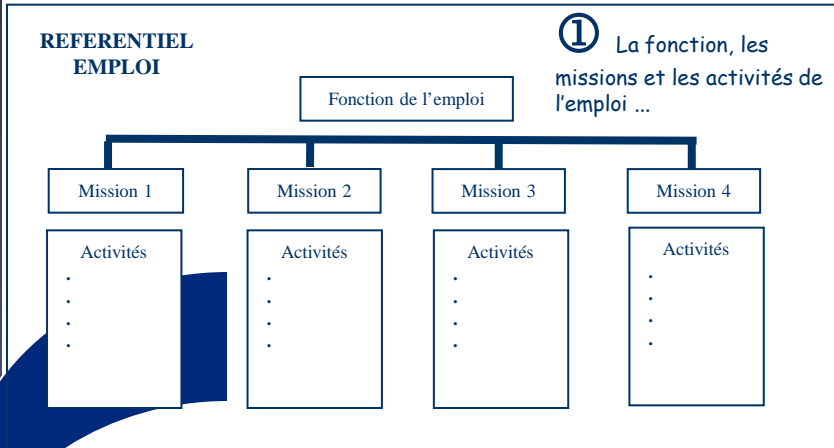 REFERENTIEL
EMPLOI
① La fonction, les
missions et les activités de
l'emploi ...
Fonction de l'emploi
Mission 1
Mission 2
Mission 3
Mission 4
Activités
•
•
•
•
Activités
•
•
•
•
Activités
•
•
•
•
Activités
•
•
•
•